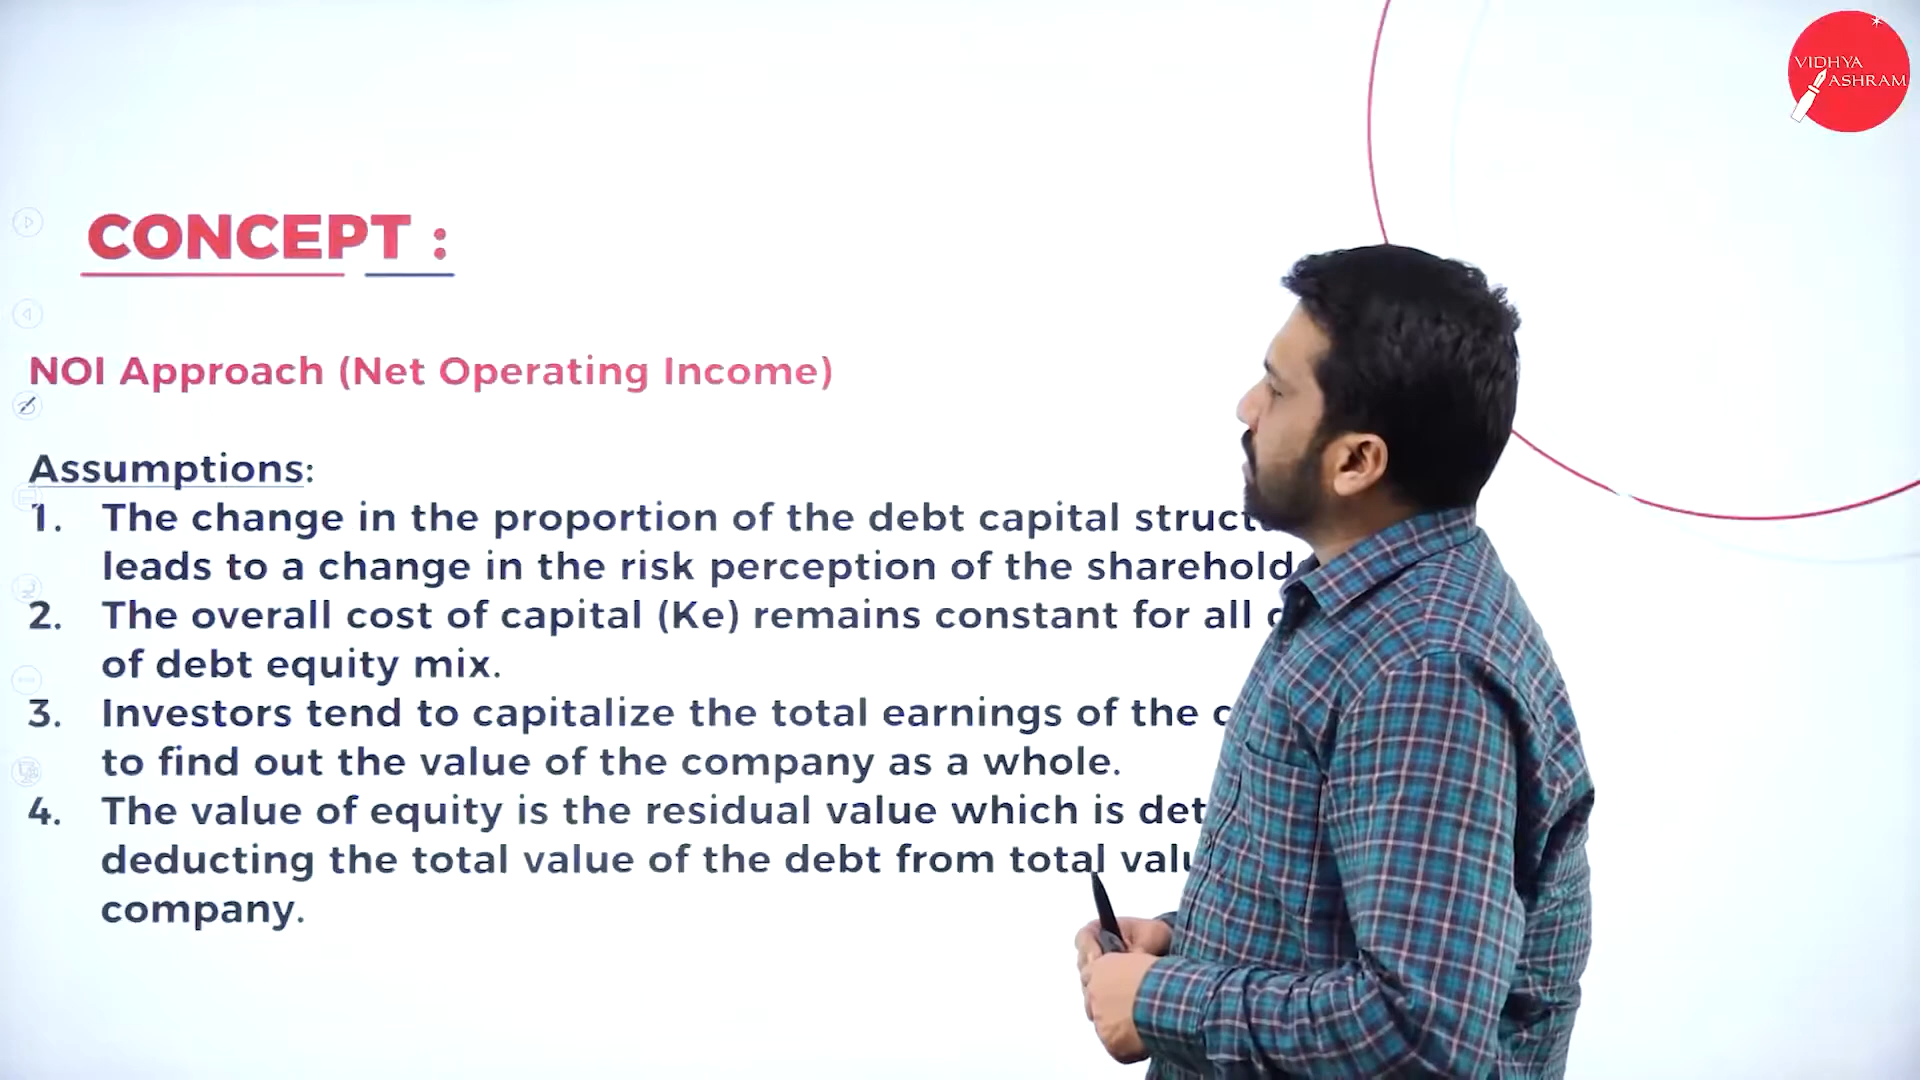 VIDHYA
ASHRAM
CONCEPT :
NOI Approach (Net Operating Income)
Assumptions:
1. The change in the proportion of the debt capital
leads to a change in the risk perception of the
2. The overall cost of capital (Ke) remains constant for all
of debt equity mix.
3. Investors tend to capitalize the total earnings of the
to find out the value of the company as a whole.
4. The value of equity is the residual value which is
deducting the total value of the debt from total
company.